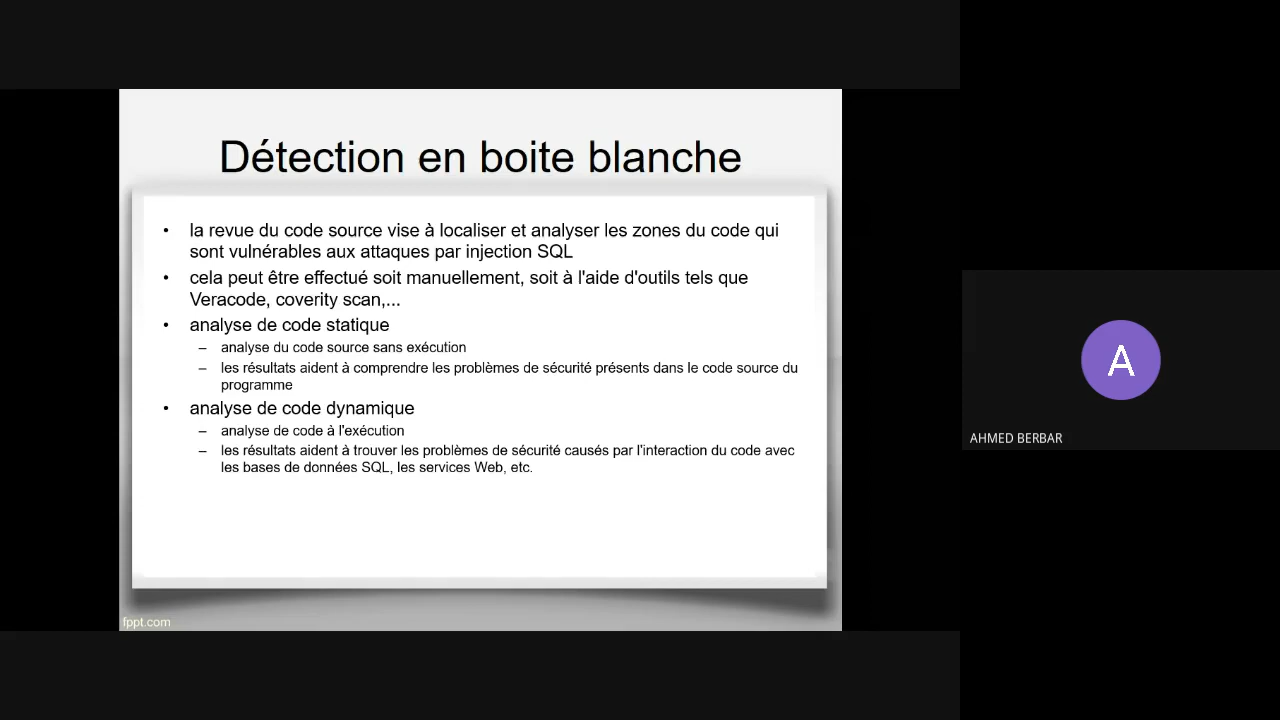 Détection en boite blanche
• la revue du code source vise à localiser et analyser les zones du code qui
sont vulnérables aux attaques par injection SQL
• cela peut être effectué soit manuellement, soit à l'aide d'outils tels que
Veracode, coverity scan,...
• analyse de code statique
– analyse du code source sans exécution
– les résultats aident à comprendre les problèmes de sécurité présents dans le code source du
programme
• analyse de code dynamique
– analyse de code à l'exécution
– les résultats aident à trouver les problèmes de sécurité causés par l'interaction du code avec
les bases de données SQL, les services Web, etc.
fppt.com
A
AHMED BERBAR